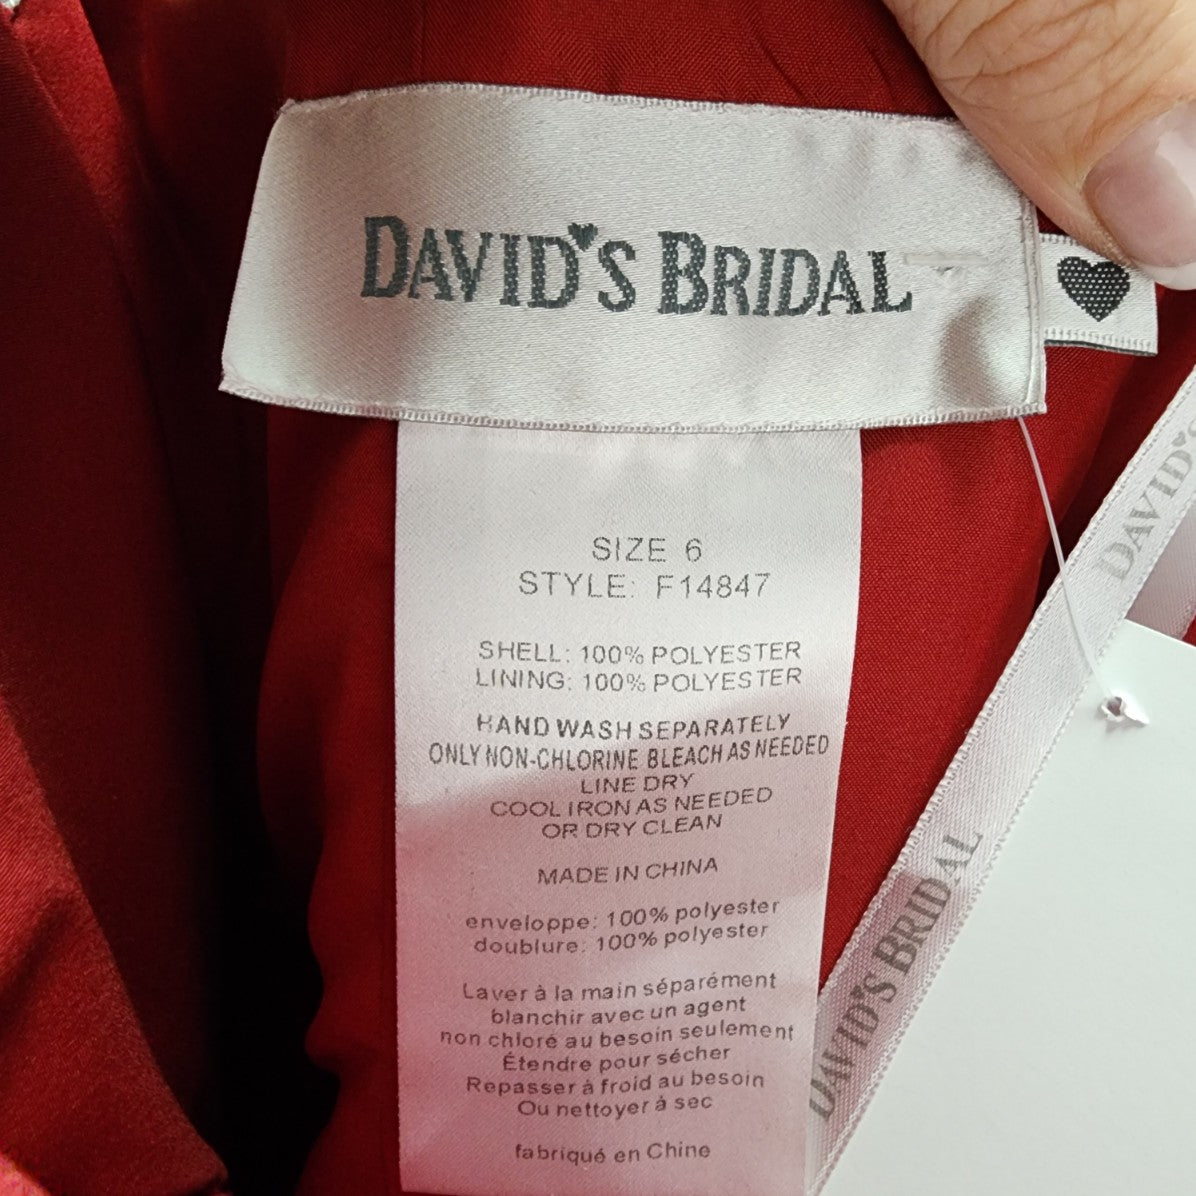 DAVID'S BRIDAL
SIZE 6
STYLE: F14847
SHELL: 100% POLYESTER
LINING: 100% POLYESTER
HAND WASH SEPARATELY
ONLY NON-CHLORINE BLEACH AS NEEDED
LINE DRY
COOL IRON AS NEEDED
OR DRY CLEAN
MADE IN CHINA
enveloppe: 100% polyester
doublure: 100% polyester
Laver à la main séparément
blanchir avec un agent
non chloré au besoin seulement
Étendre pour sécher
Repasser à froid au besoin
Ou nettoyer à sec
fabriqué en Chine
DAVID'S
DAVID'S BRIDAL